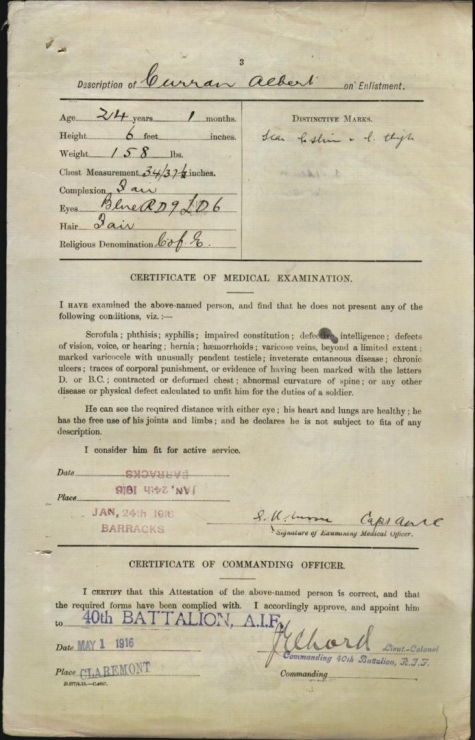 3
Description of Curran Albert on Enlistment.
Age 24 years 1 months.
Height 6 feet inches.
Weight 158 lbs.
Chest Measurement 34/37½ inches.
Complexion Fair
Eyes Blue RD9 LD6
Hair Fair
Religious Denomination C of E.
DISTINCTIVE MARKS.
Scar L shin L thigh
CERTIFICATE OF MEDICAL EXAMINATION.
I HAVE examined the above-named person, and find that he does not present any of the
following conditions, viz. :—
Scrofula ; phthisis ; syphilis ; impaired constitution ; defective intelligence ; defects
of vision, voice, or hearing ; hernia ; hæmorrhoids ; varicose veins, beyond a limited extent ;
marked varicocele with unusually pendent testicle ; inveterate cutaneous disease ; chronic
ulcers ; traces of corporal punishment, or evidence of having been marked with the letters
D. or B.C. ; contracted or deformed chest ; abnormal curvature of spine ; or any other
disease or physical defect calculated to unfit him for the duties of a soldier.
He can see the required distance with either eye ; his heart and lungs are healthy ; he
has the free use of his joints and limbs ; and he declares he is not subject to fits of any
description.
I consider him fit for active service.
Date BARRACKS
JAN, 24th 1916
Place
JAN, 24th 1916
BARRACKS
Capt
Signature of Examining Medical Officer.
CERTIFICATE OF COMMANDING OFFICER.
I CERTIFY that this Attestation of the above-named person is correct, and that
the required forms have been complied with. I accordingly approve, and appoint him
to 40th BATTALION, A.I.F.
Lieut-Colonel
Date MAY 1 1916
Commanding 40th Battalion, A.I.F.
Place CLAREMONT
Commanding